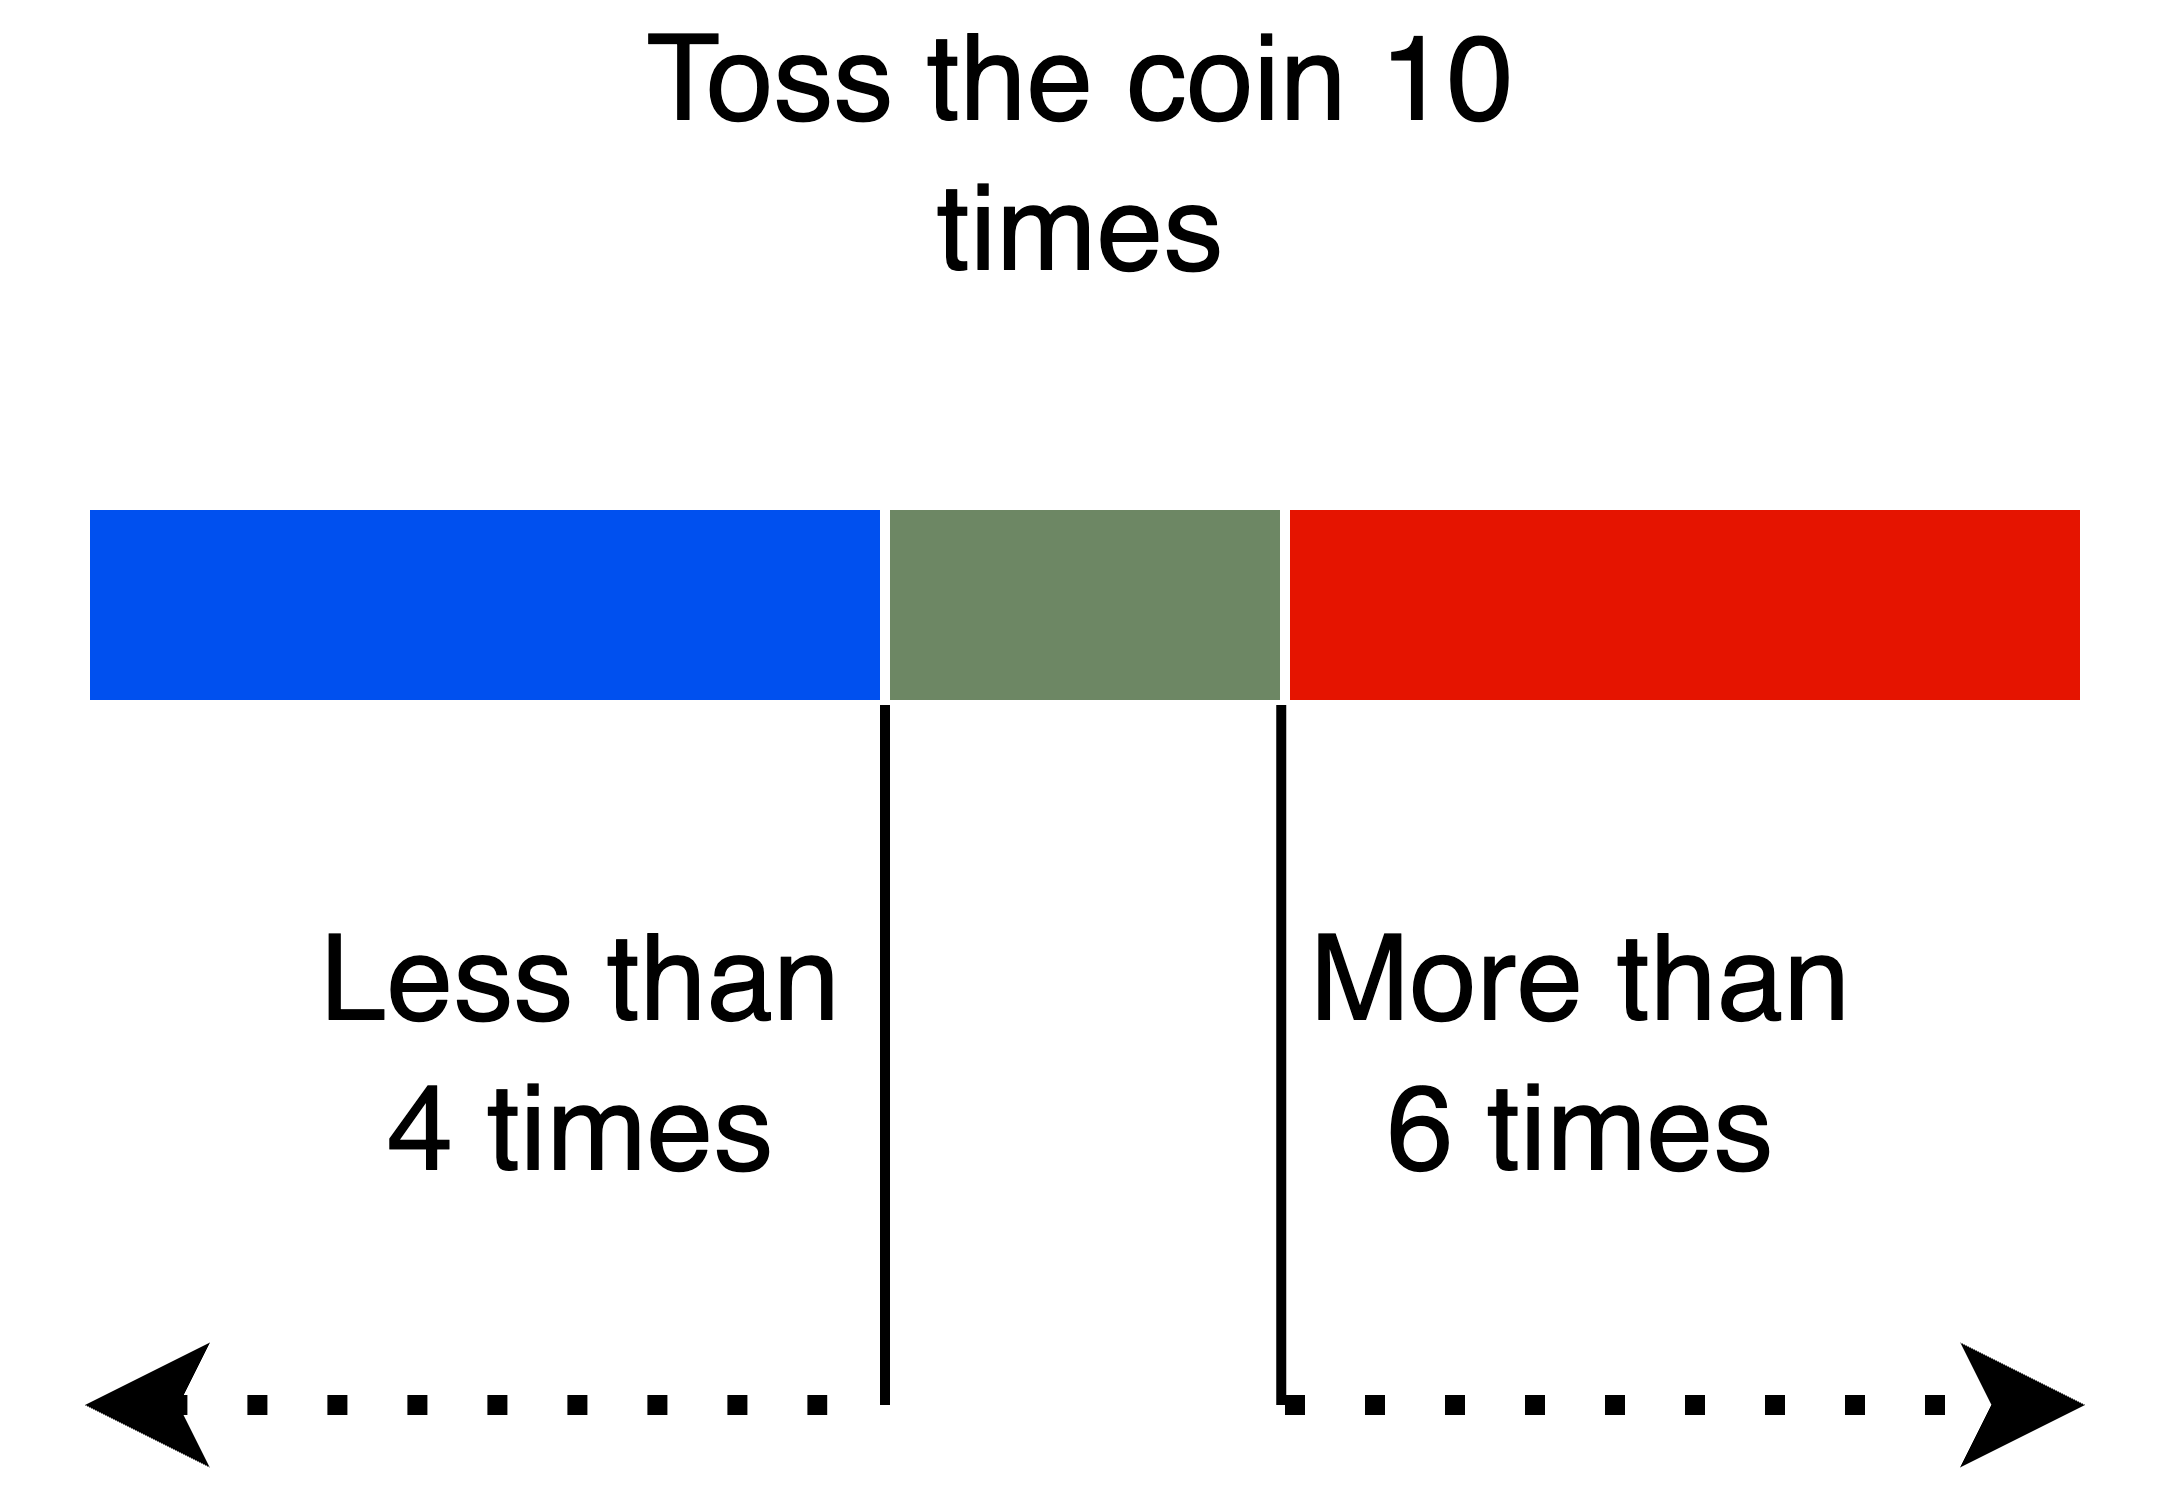 Toss the coin 10
times
Less than
4 times
More than
6 times